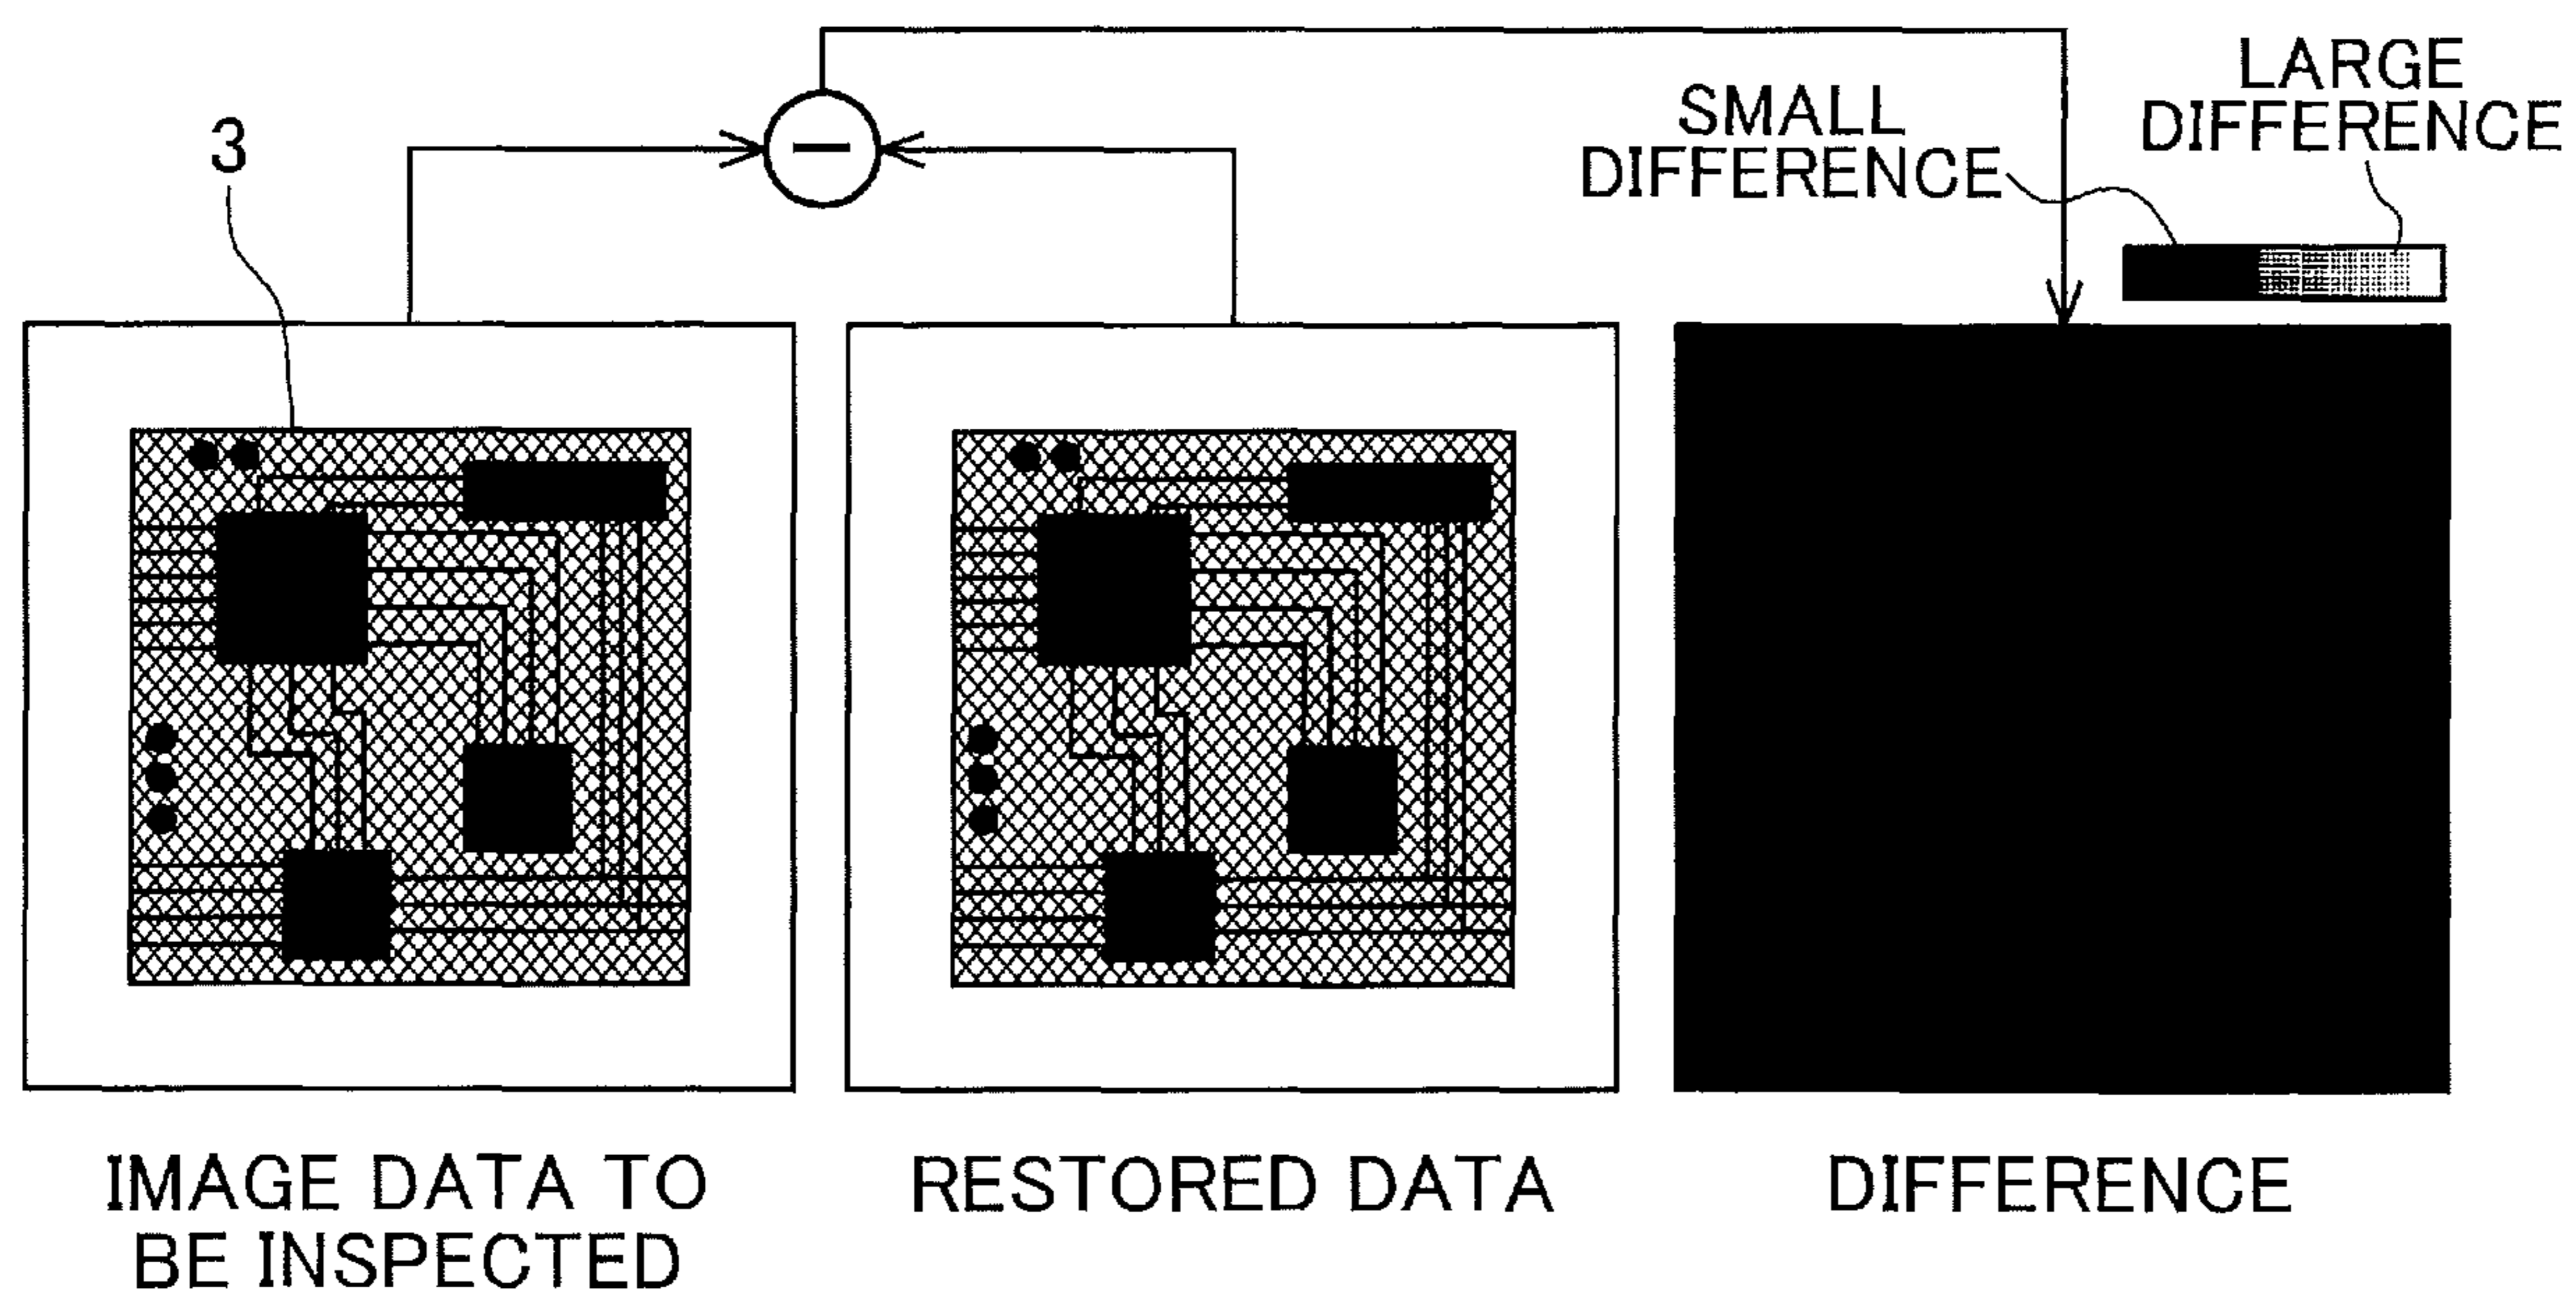 3
SMALL
DIFFERENCE
LARGE
DIFFERENCE
IMAGE DATA TO
BE INSPECTED
RESTORED DATA
DIFFERENCE